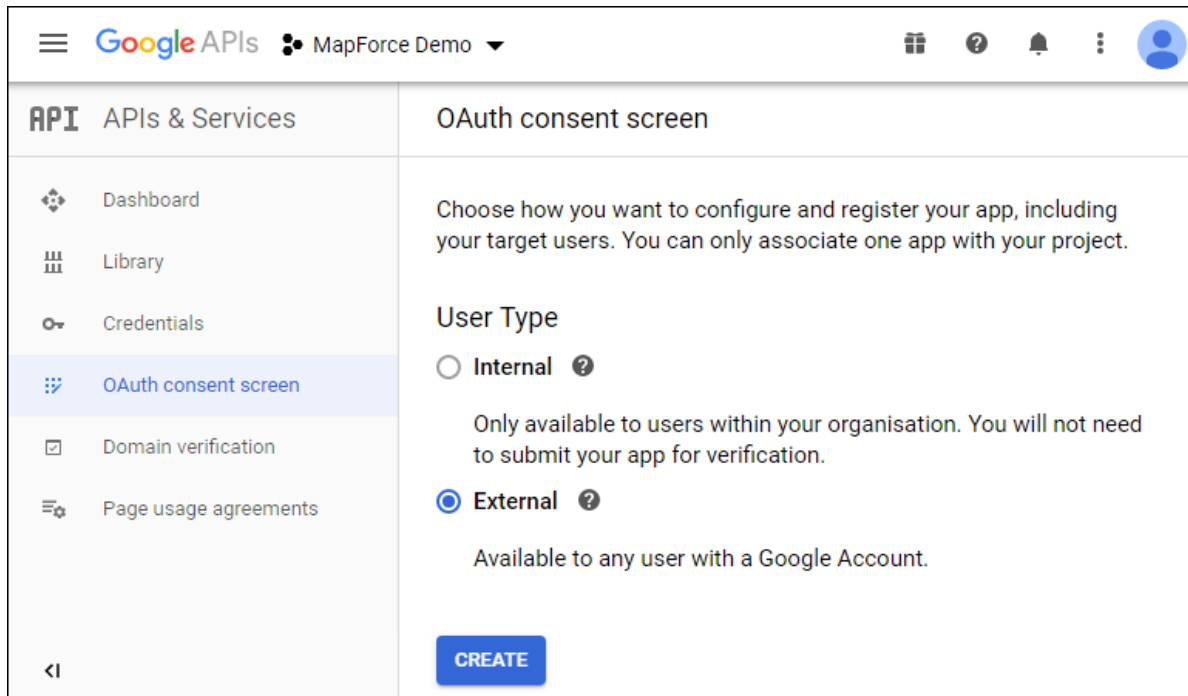 Google APIs MapForce Demo
API APIs & Services
Dashboard
Library
Credentials
OAuth consent screen
Domain verification
Page usage agreements
OAuth consent screen
Choose how you want to configure and register your app, including
your target users. You can only associate one app with your project.
User Type
Internal
Only available to users within your organisation. You will not need
to submit your app for verification.
External
Available to any user with a Google Account.
CREATE